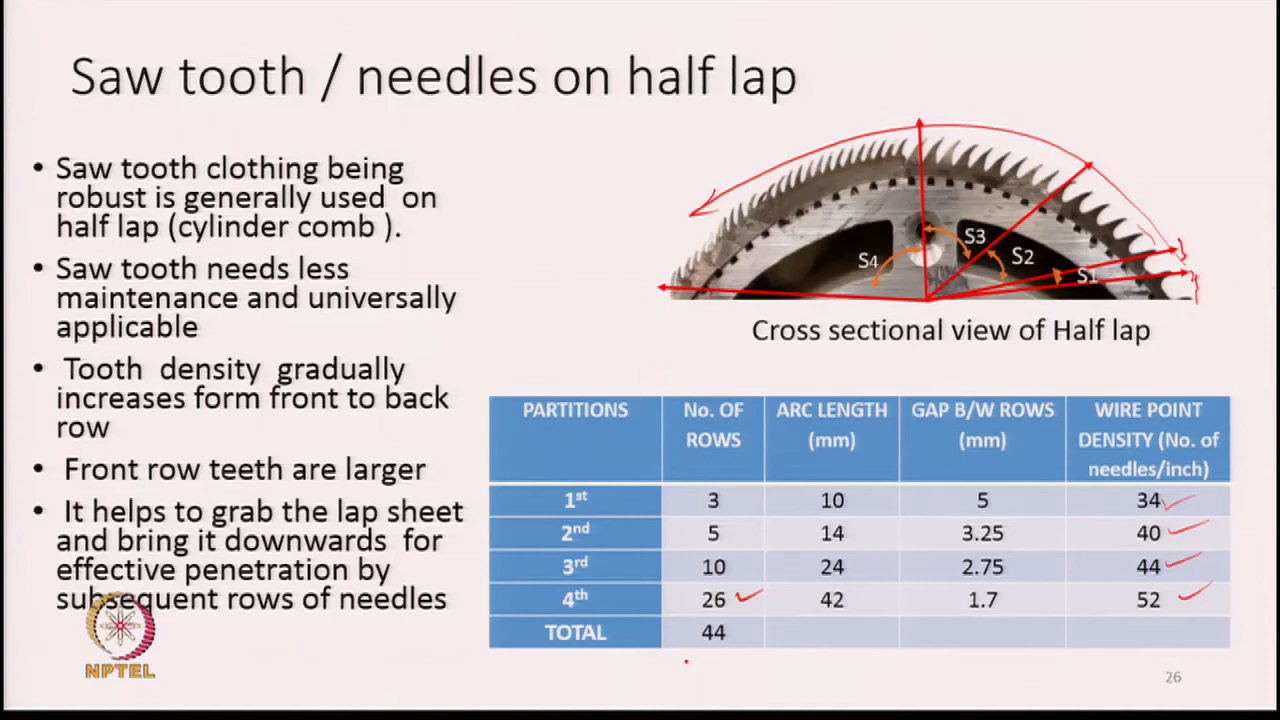 Saw tooth / needles on half lap
• Saw tooth clothing being
robust is generally used on
half lap (cylinder comb ).
• Saw tooth needs less
maintenance and universally
applicable
• Tooth density gradually
increases form front to back
row
• Front row teeth are larger
• It helps to grab the lap sheet
and bring it downwards for
effective penetration by
subsequent rows of needles
S4
S3
S2
S1
Cross sectional view of Half lap
PARTITIONS No. OF ROWS ARC LENGTH (mm) GAP B/W ROWS (mm) WIRE POINT DENSITY (No. of needles/inch)
1st 3 10 5 34
2nd 5 14 3.25 40
3rd 10 24 2.75 44
4th 26 42 1.7 52
TOTAL 44
NPTEL
26